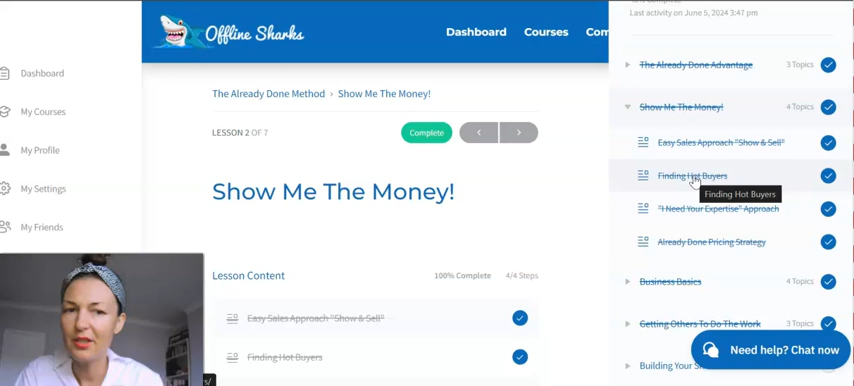 Last activity on June 5, 2024 3:47 pm
Offline Sharks
Dashboard
Courses
Com
Dashboard
My Courses
My Profile
My Settings
My Friends
The Already Done Method › Show Me The Money!
LESSON 2 OF 7
Complete
Show Me The Money!
Lesson Content
100% Complete
4/4 Steps
Easy Sales Approach "Show & Sell"
Finding Hot Buyers
The Already Done Advantage
3 Topics
Show Me The Money!
4 Topics
Easy Sales Approach "Show & Sell"
Finding Hot Buyers
Finding Hot Buyers
"I Need Your Expertise" Approach
Already Done Pricing Strategy
Business Basics
4 Topics
Getting Others To Do The Work
3 Topics
Building Your
Need help? Chat now